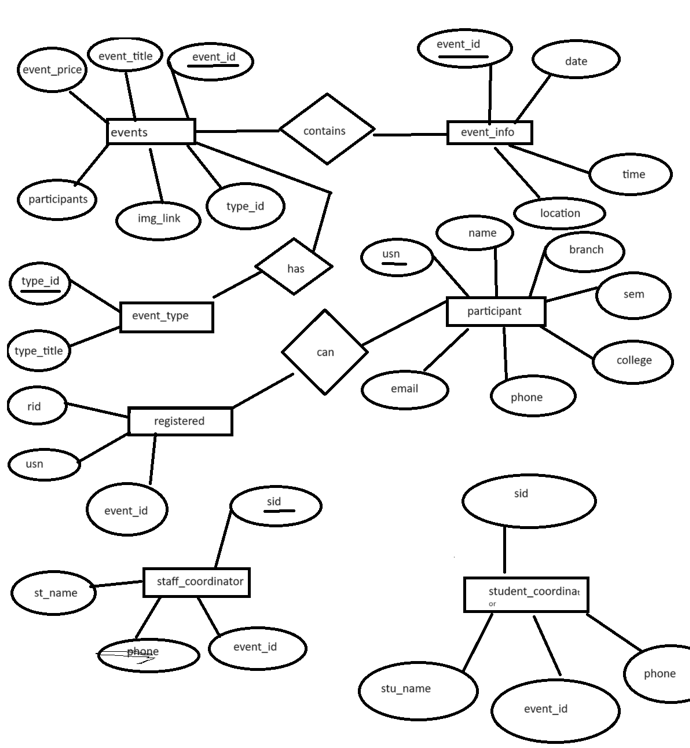 event_price
event_title
event_id
events
contains
participants
img_link
type_id
event_id
date
event_info
time
location
has
type_id
event_type
type_title
name
usn
branch
sem
participant
college
email
phone
can
rid
registered
usn
event_id
sid
staff_coordinator
st_name
phone
event_id
sid
student_coordinat
or
stu_name
event_id
phone